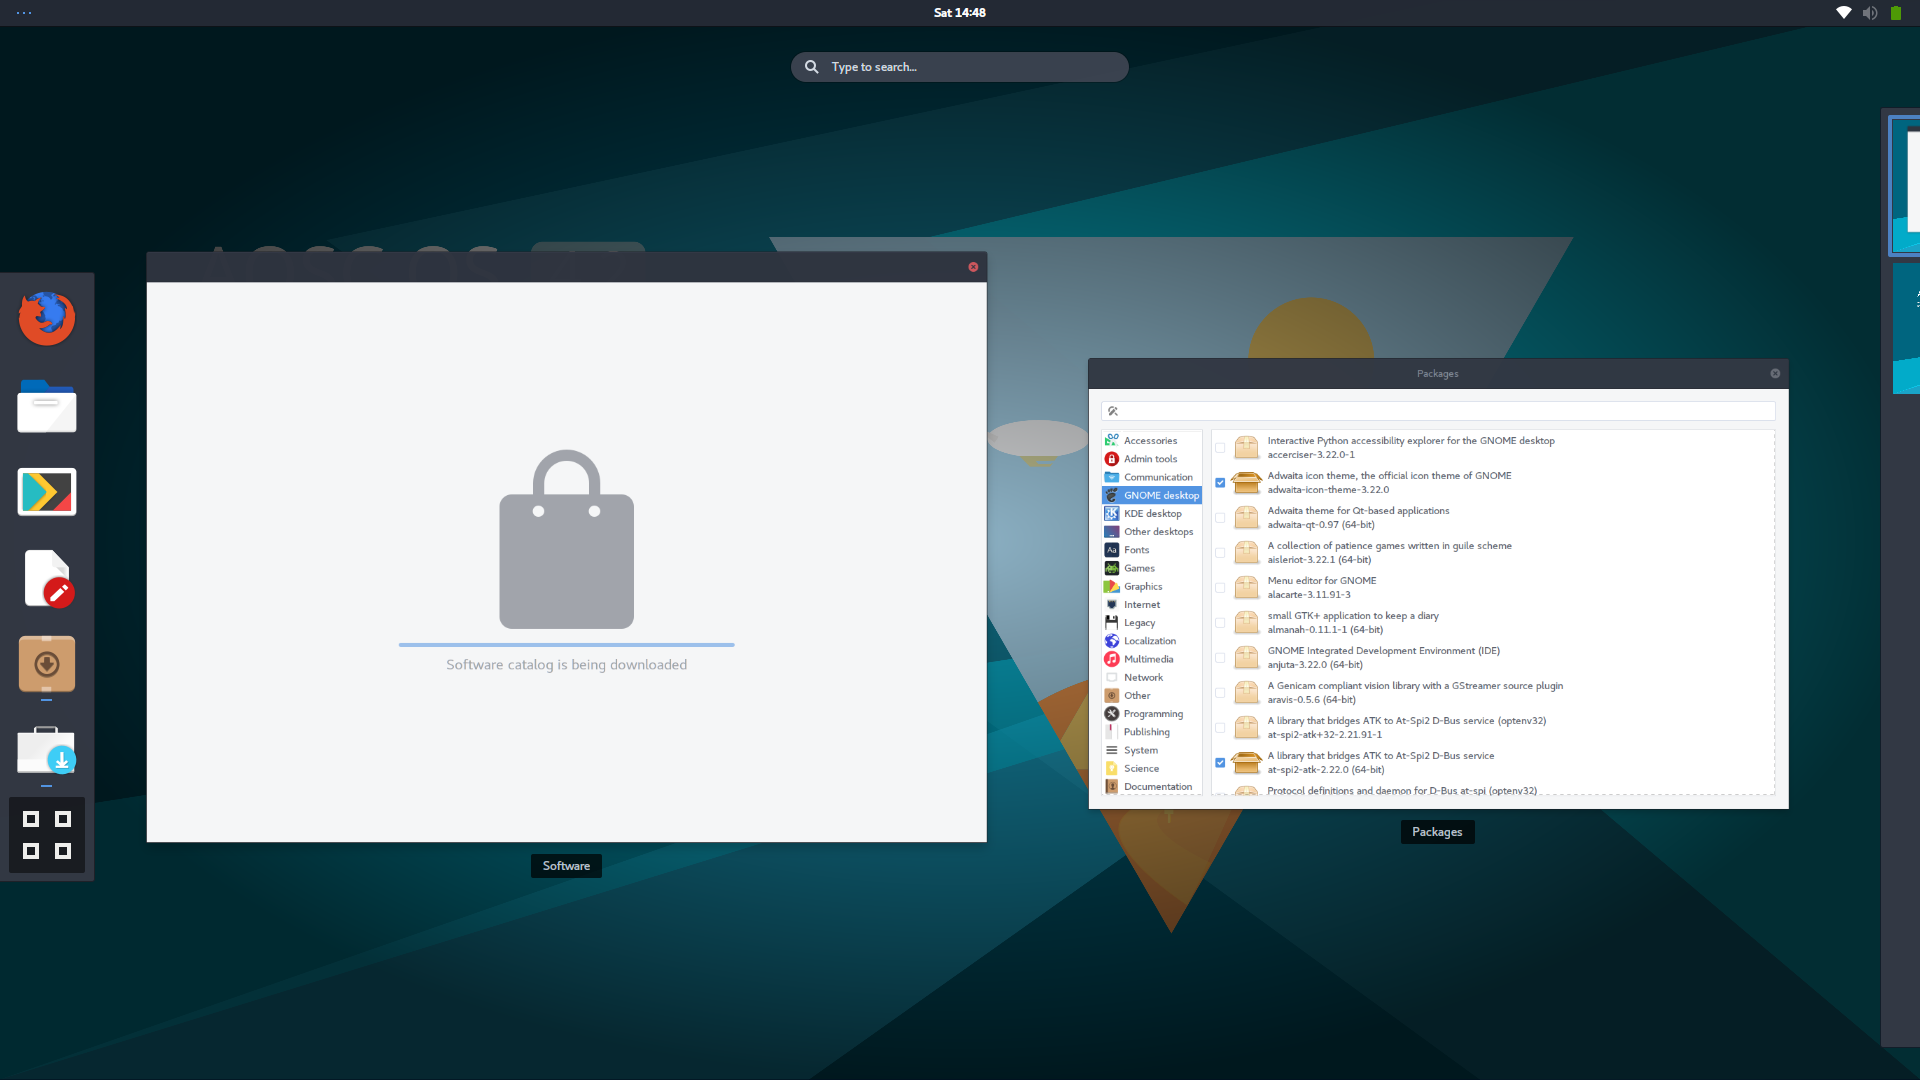 Sat 14:48
Type to search...
AOSC OS
Software catalog is being downloaded
Software
Packages
Accessories
Admin tools
Communication
GNOME desktop
KDE desktop
Other desktops
Fonts
Games
Graphics
Internet
Legacy
Localization
Multimedia
Network
Other
Programming
Publishing
System
Science
Documentation
Interactive Python accessibility explorer for the GNOME desktop
accerciser-3.22.0-1
Adwaita icon theme, the official icon theme of GNOME
adwaita-icon-theme-3.22.0
Adwaita theme for Qt-based applications
adwaita-qt-0.97 (64-bit)
A collection of patience games written in guile scheme
aisleriot-3.22.1 (64-bit)
Menu editor for GNOME
alacarte-3.11.91-3
small GTK+ application to keep a diary
almanah-0.11.1-1 (64-bit)
GNOME Integrated Development Environment (IDE)
anjuta-3.22.0 (64-bit)
A Genicam compliant vision library with a GStreamer source plugin
aravis-0.5.6 (64-bit)
A library that bridges ATK to At-Spi2 D-Bus service (optenv32)
at-spi2-atk+32-2.21.91-1
A library that bridges ATK to At-Spi2 D-Bus service
at-spi2-atk-2.22.0 (64-bit)
Protocol definitions and daemon for D-Bus at-spi (optenv32)
Packages